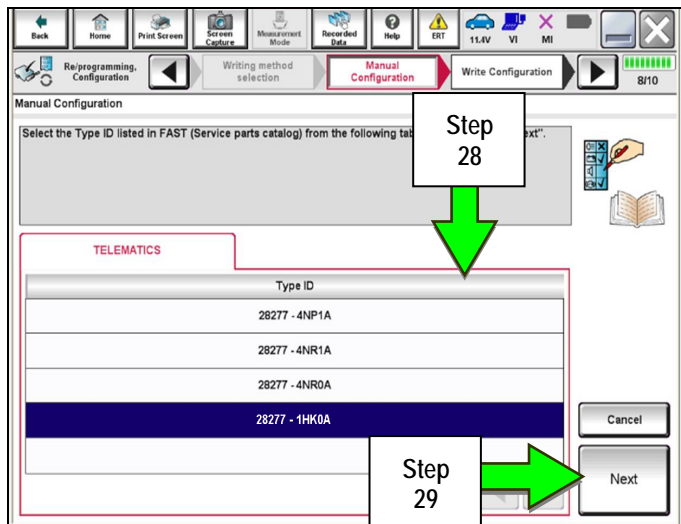 Back
Home
Print Screen
Screen
Capture
Measurement
Mode
Recorded
Data
Help
ERT
11.4V
VI
MI
Re/programming,
Configuration
Writing method
selection
Manual
Configuration
Write Configuration
8/10
Manual Configuration
Select the Type ID listed in FAST (Service parts catalog) from the following ext".
Step
28
TELEMATICS
Type ID
28277 - 4NP1A
28277 - 4NR1A
28277 - 4NR0A
28277 - 1HK0A
Cancel
Step
29
Next